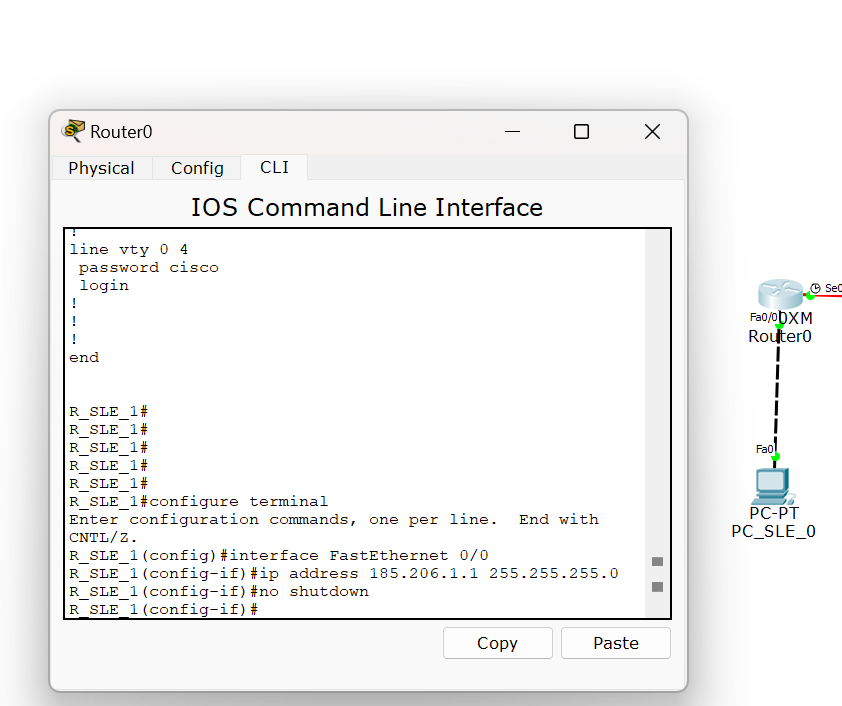 Router0
Physical Config CLI
IOS Command Line Interface
!
line vty 0 4
password cisco
login
!
!
!
end
R_SLE_1#
R_SLE_1#
R_SLE_1#
R_SLE_1#
R_SLE_1#
R_SLE_1#configure terminal
Enter configuration commands, one per line.  End with
CNTL/Z.
R_SLE_1(config)#interface FastEthernet 0/0
R_SLE_1(config-if)#ip address 185.206.1.1 255.255.255.0
R_SLE_1(config-if)#no shutdown
R_SLE_1(config-if)#
Copy Paste
Se0
Fa0/0 0XM
Router0
Fa0
PC-PT
PC_SLE_0